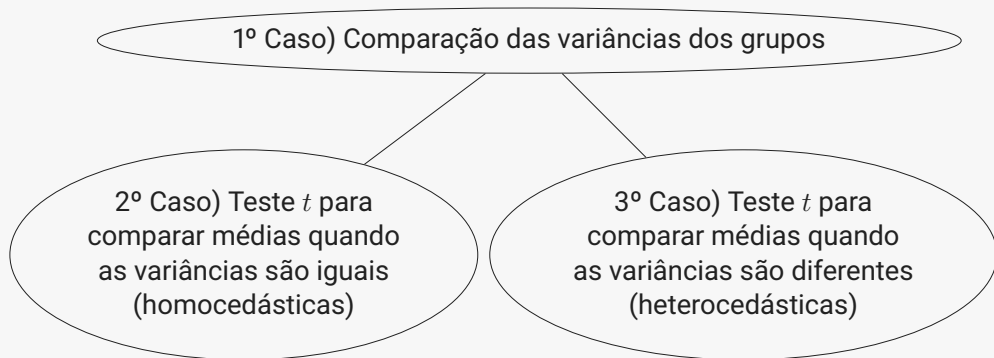 1º Caso) Comparação das variâncias dos grupos
2º Caso) Teste t para
comparar médias quando
as variâncias são iguais
(homocedásticas)
3º Caso) Teste t para
comparar médias quando
as variâncias são diferentes
(heterocedásticas)